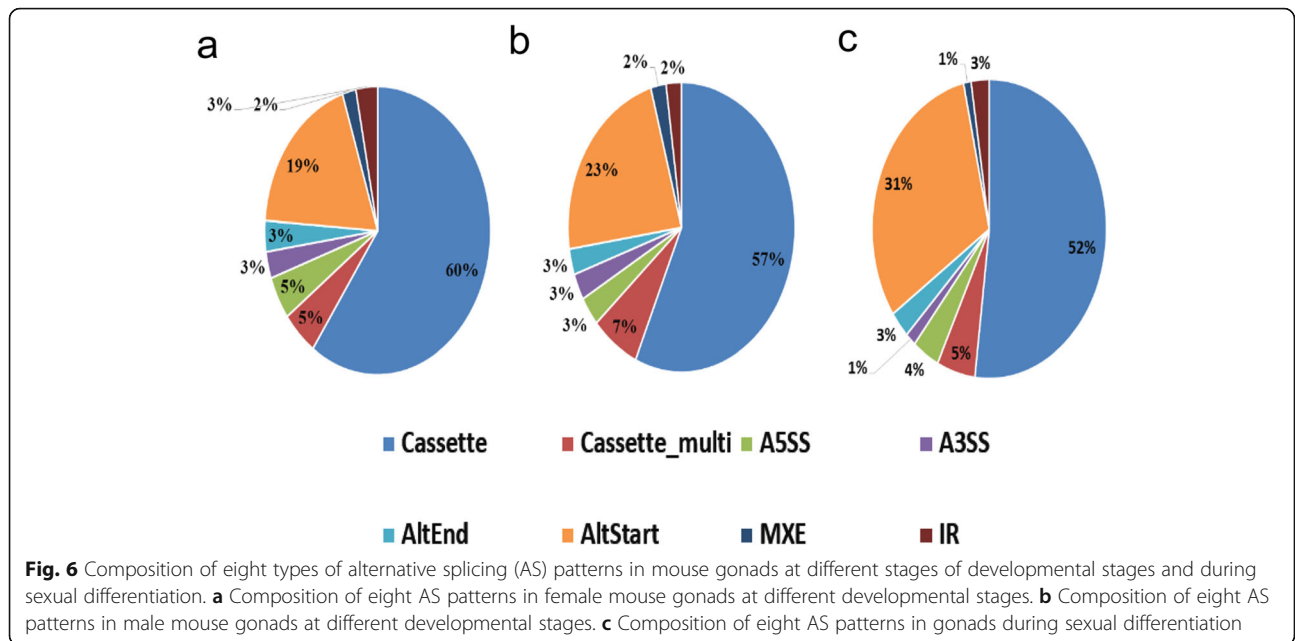 a
b
c
3% 2%
19%
3%
3%
5%
5%
60%
2% 2%
23%
3%
3%
3%
7%
57%
1% 3%
31%
3%
1%
4%
5%
52%
Cassette Cassette_multi A5SS A3SS
AltEnd AltStart MXE IR
Fig. 6 Composition of eight types of alternative splicing (AS) patterns in mouse gonads at different stages of developmental stages and during
sexual differentiation. a Composition of eight AS patterns in female mouse gonads at different developmental stages. b Composition of eight AS
patterns in male mouse gonads at different developmental stages. c Composition of eight AS patterns in gonads during sexual differentiation